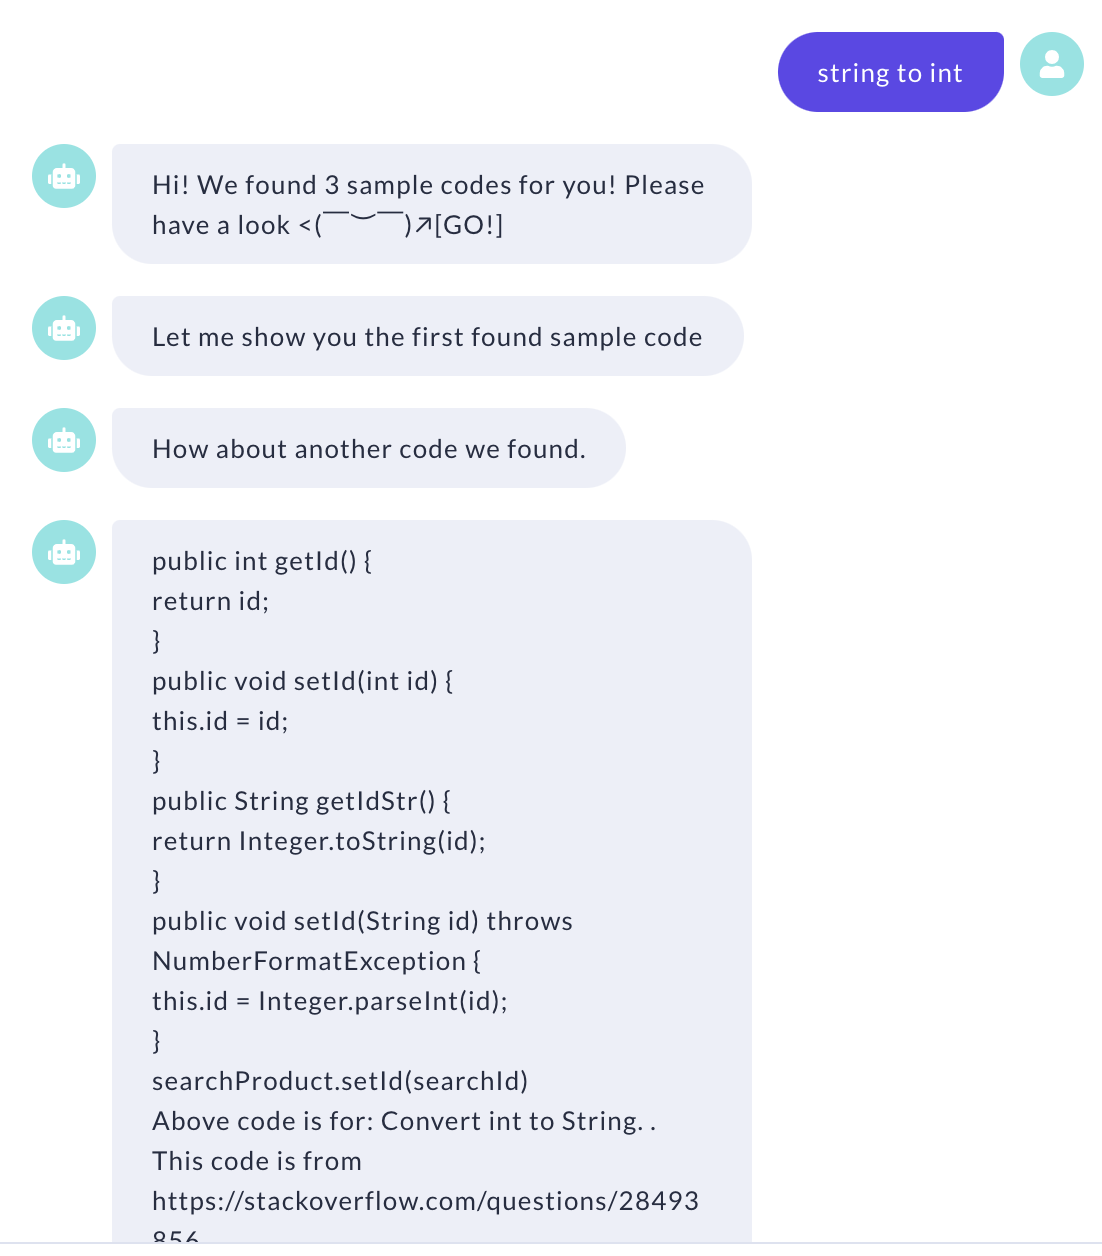 string to int
Hi! We found 3 sample codes for you! Please
have a look <(￣︶￣)↗[GO!]
Let me show you the first found sample code
How about another code we found.
public int getId() {
return id;
}
public void setId(int id) {
this.id = id;
}
public String getIdStr() {
return Integer.toString(id);
}
public void setId(String id) throws
NumberFormatException {
this.id = Integer.parseInt(id);
}
searchProduct.setId(searchId)
Above code is for: Convert int to String. .
This code is from
https://stackoverflow.com/questions/28493
856